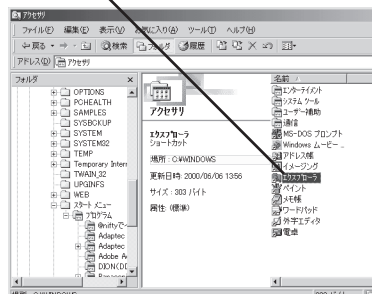 アクセサリ
ファイル(F) 編集(E) 表示(V) お気に入り(A) ツール(T) ヘルプ(H)
戻る 検索 フォルダ 履歴
アドレス(D) アクセサリ
フォルダ
OPTIONS
PCHEALTH
SAMPLES
SYSBCKUP
SYSTEM
SYSTEM32
TEMP
Temporary Intern
TWAIN_32
UPGINFS
WEB
スタート メニュー
プログラム
@niftyでｲ
Adaptec
Adaptec
Adobe A
DION(DI
アクセサリ
エクスプローラ
ショートカット
場所: C:¥WINDOWS
更新日時: 2000/06/06 13:56
サイズ: 303 バイト
属性: (標準)
名前
エンターテイメント
システム ツール
ユーザー補助
通信
MS-DOS プロンプト
Windows ムービー ..
アドレス帳
イメージング
エクスプローラ
ペイント
メモ帳
ワードパッド
外字エディタ
電卓